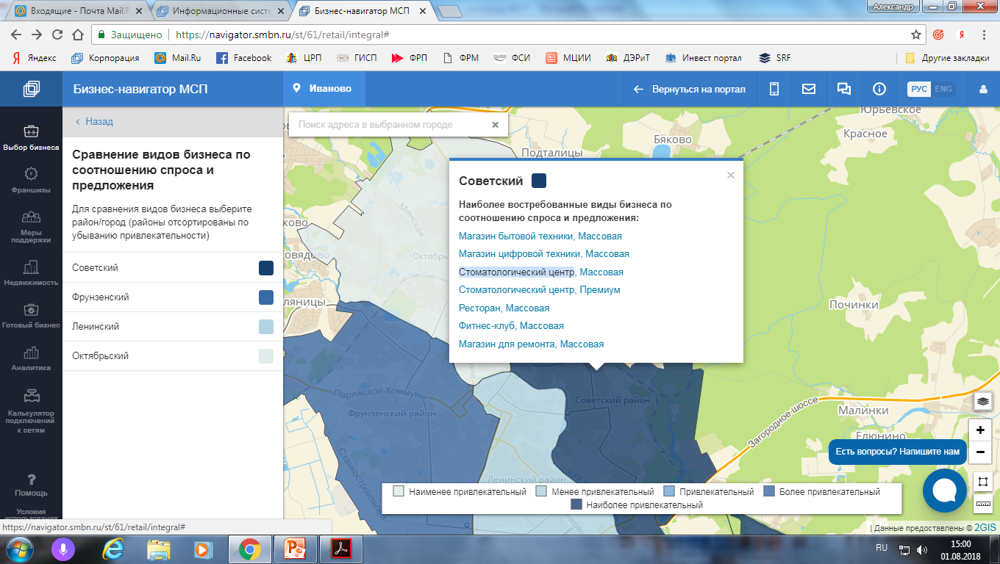 Входящие - Почта Mail.R
Информационные систе
Бизнес-навигатор МСП
Александр
Защищено
https://navigator.smbn.ru/st/61/retail/integral#
Яндекс
Корпорация
Mail.Ru
Facebook
ЦРП
ГИСП
ФРП
ФРМ
ФСИ
МЦИИ
ДЭРиТ
Инвест портал
SRF
Другие закладки
Бизнес-навигатор МСП
Иваново
Вернуться на портал
РУС ENG
Выбор бизнеса
Франшизы
Меры
поддержки
Недвижимость
Готовый бизнес
Аналитика
Калькулятор
подключений
к сетям
Помощь
Условия
использования
Назад
Сравнение видов бизнеса по
соотношению спроса и
предложения
Для сравнения видов бизнеса выберите
район/город (районы отсортированы по
убыванию привлекательности)
Советский
Фрунзенский
Ленинский
Октябрьский
Поиск адреса в выбранном городе
Юрьевское
Красное
Бяково
Подталицы
Минская
Советский
Наиболее востребованные виды бизнеса по
соотношению спроса и предложения:
Магазин бытовой техники, Массовая
Магазин цифровой техники, Массовая
Стоматологический центр, Массовая
Стоматологический центр, Премиум
Ресторан, Массовая
Фитнес-клуб, Массовая
Магазин для ремонта, Массовая
Починки
Парижской Коммуны
Фрунзенский район
Советский район
Загородное шоссе
Малинки
Елюнино
Станкостроителей
Ленинский район
Есть вопросы? Напишите нам
Наименее привлекательный
Менее привлекательный
Привлекательный
Более привлекательный
Наиболее привлекательный
https://navigator.smbn.ru/st/61/retail/integral#
Данные предоставлены © 2GIS
RU
15:00
01.08.2018